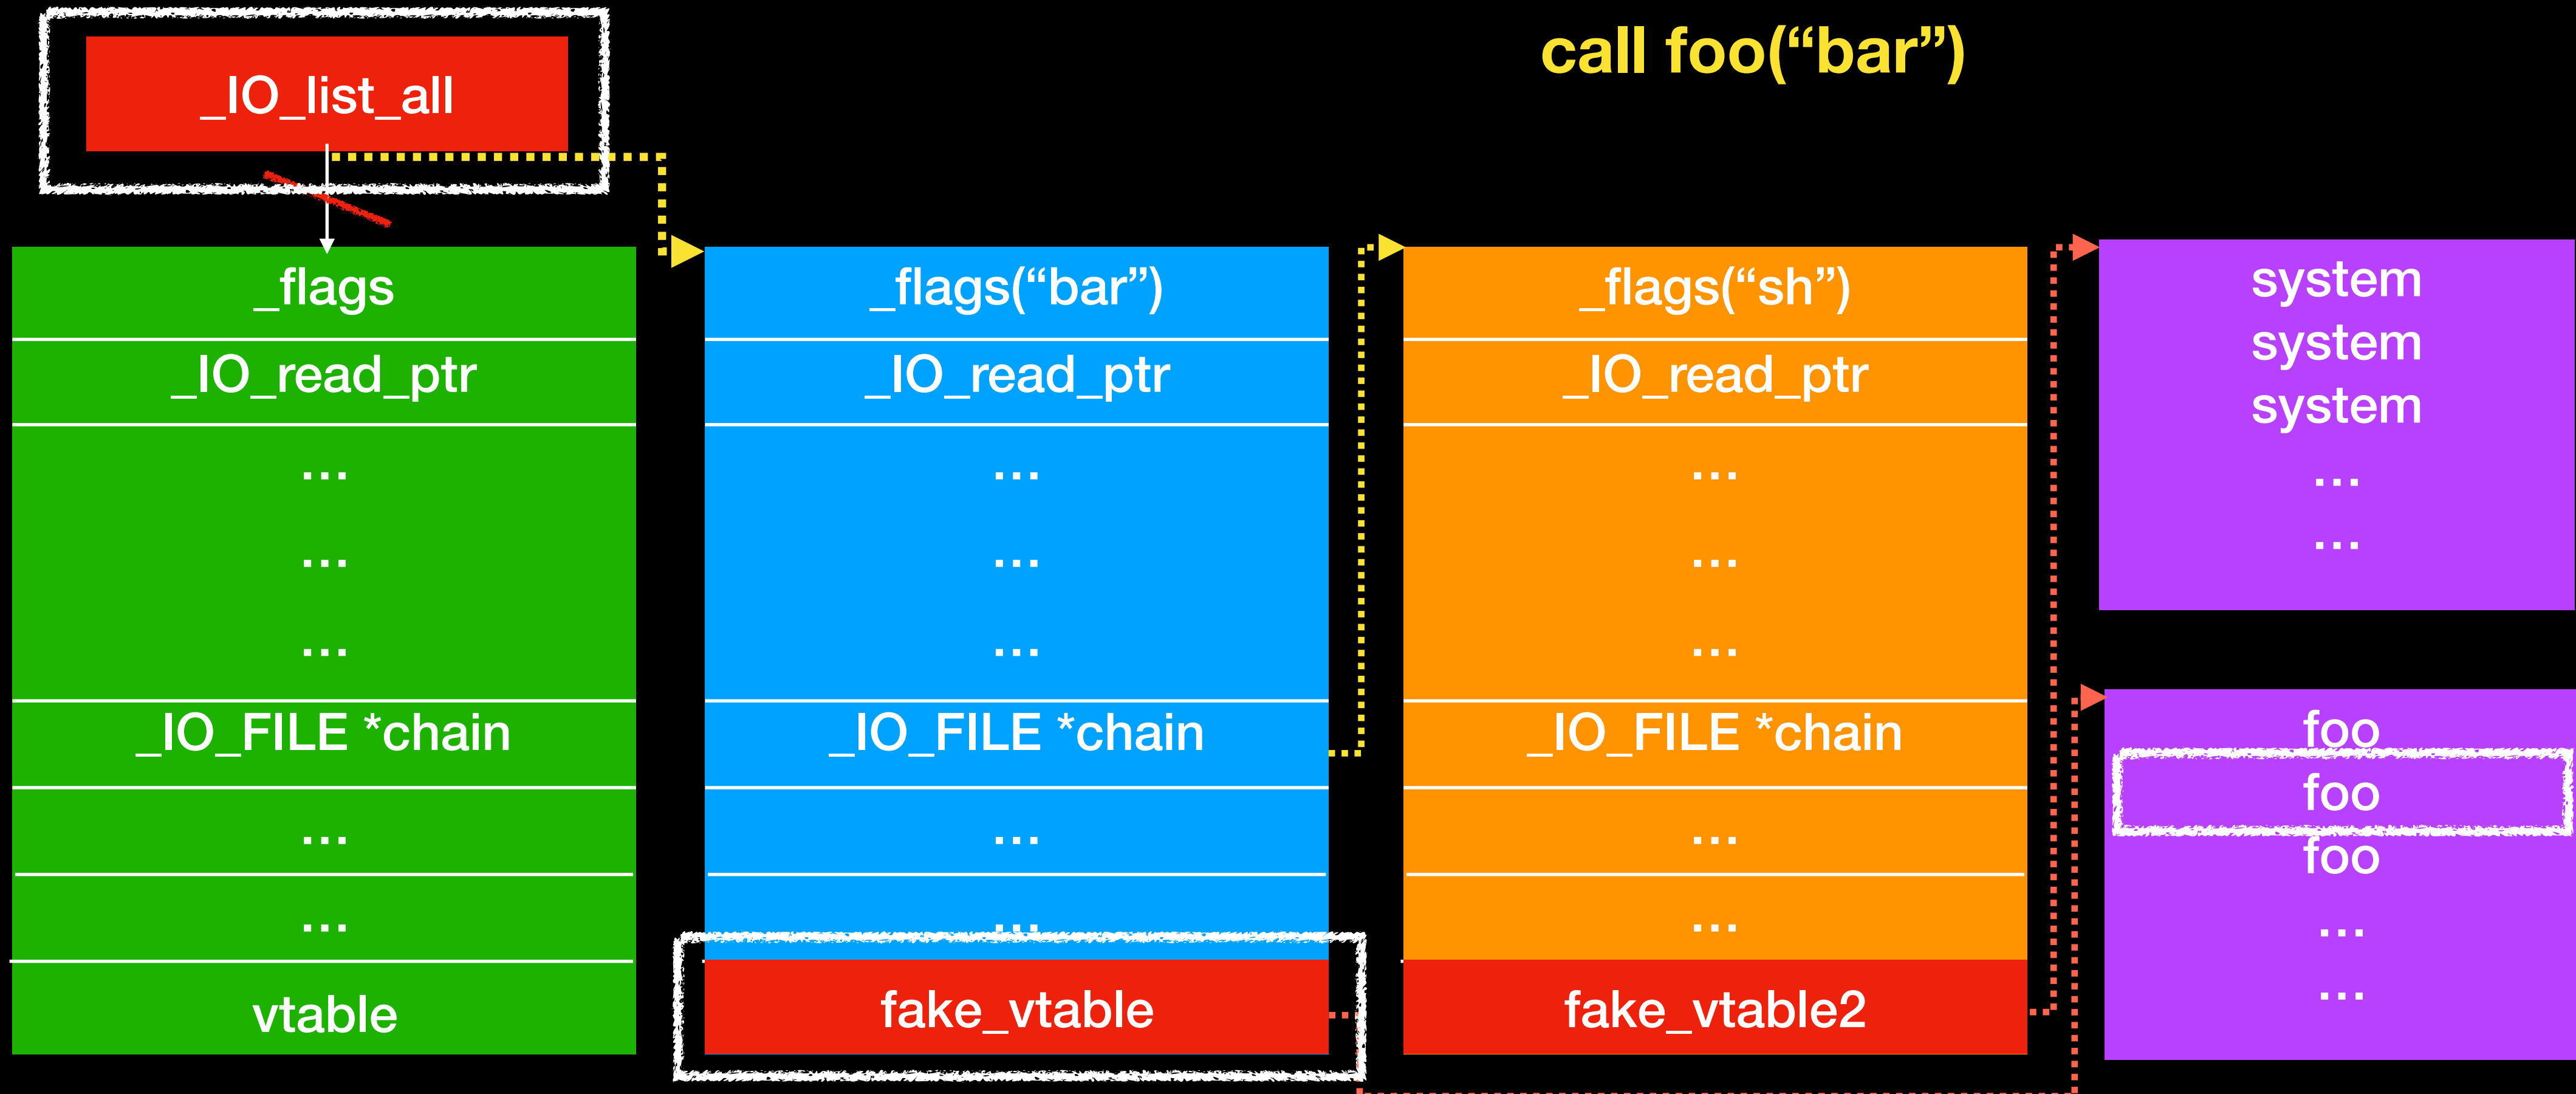 _IO_list_all
call foo(“bar”)
_flags
_IO_read_ptr
...
...
...
_IO_FILE *chain
...
...
vtable
_flags(“bar”)
_IO_read_ptr
...
...
...
_IO_FILE *chain
...
...
fake_vtable
_flags(“sh”)
_IO_read_ptr
...
...
...
_IO_FILE *chain
...
...
fake_vtable2
system
system
system
...
...
foo
foo
foo
...
...